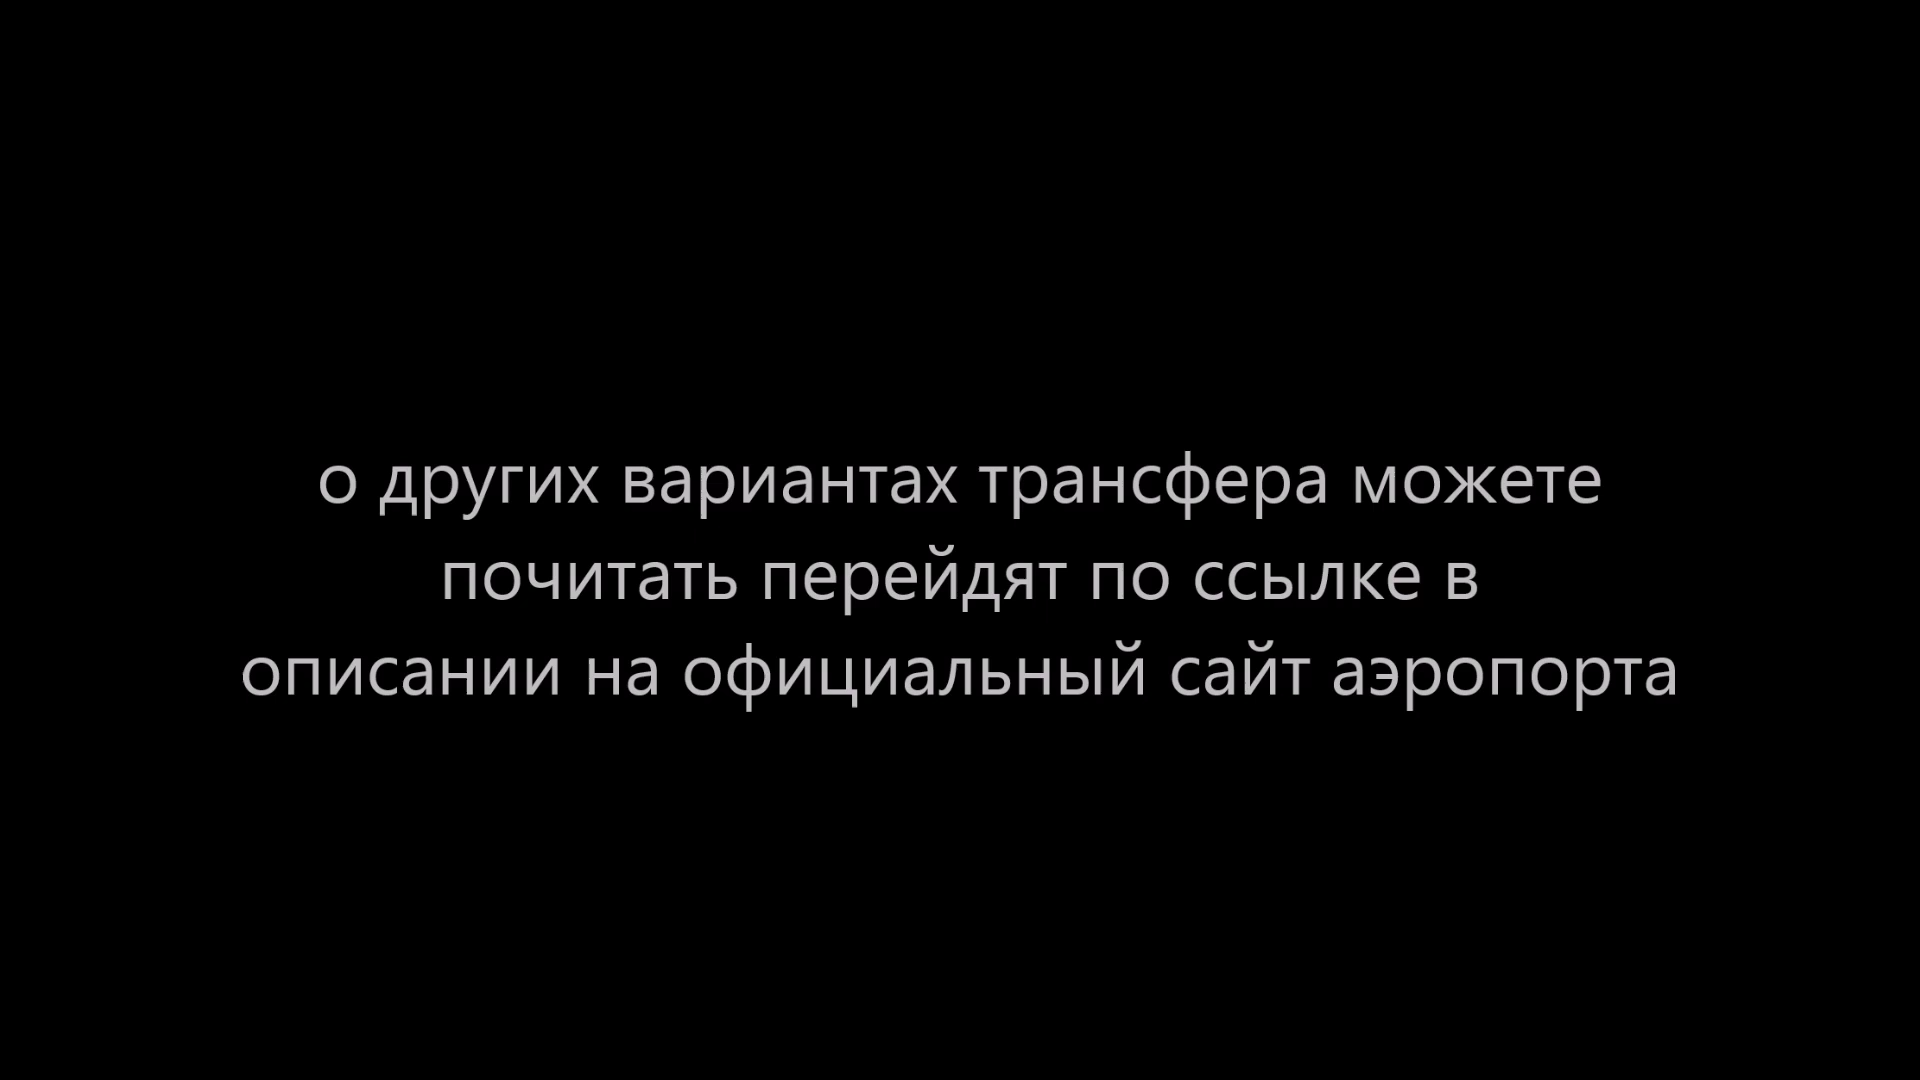 о других вариантах трансфера можете
почитать перейдят по ссылке в
описании на официальный сайт аэропорта